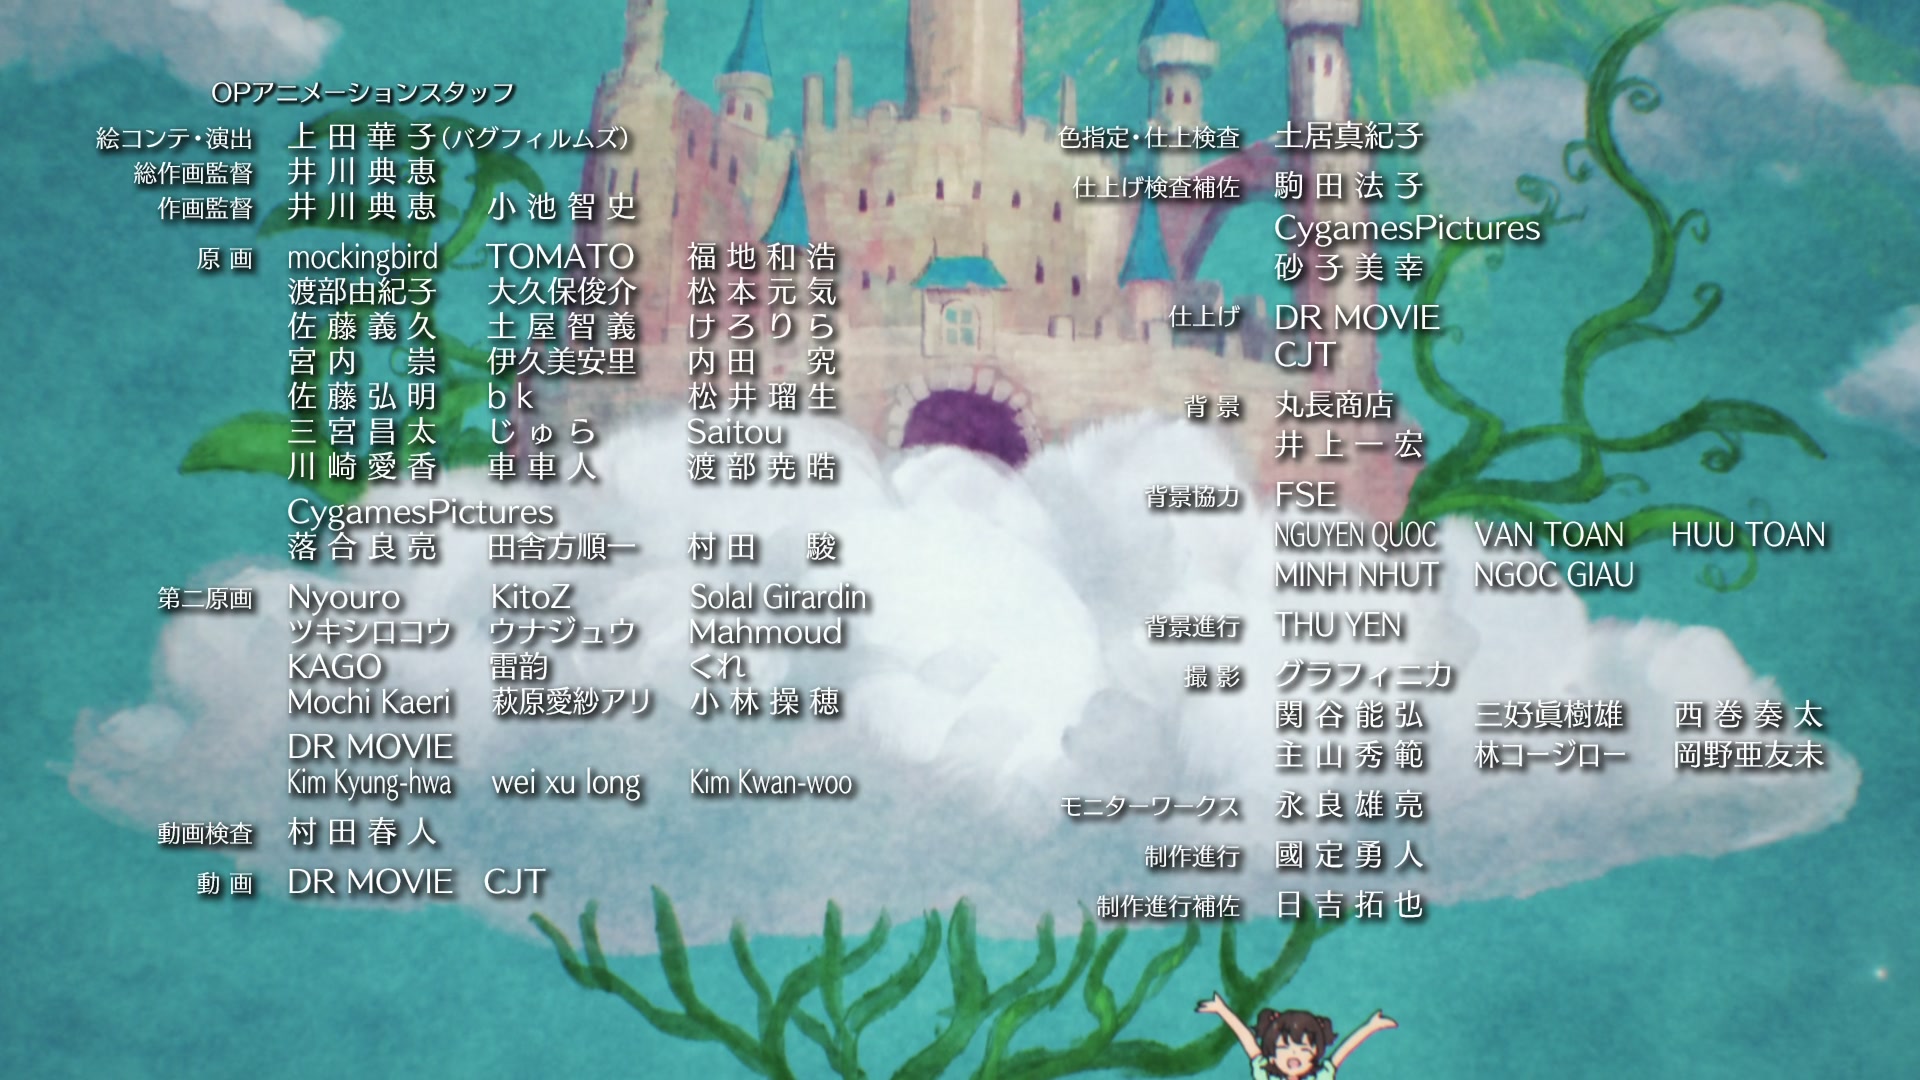 OPアニメーションスタッフ
絵コンテ・演出 上田華子(バグフィルムズ)
総作画監督 井川典恵
作画監督 井川典恵 小池智史
原画 mockingbird TOMATO 福地和浩
渡部由紀子 大久保俊介 松本元気
佐藤義久 土屋智義 けろりら
宮内崇 伊久美安里 内田究
佐藤弘明 bk 松井瑠生
三宮昌太 じゅら Saitou
川崎愛香 車車人 渡部尭晧
CygamesPictures
落合良亮 田舎方順一 村田駿
第二原画 Nyouro KitoZ Solal Girardin
ツキシロコウ ウナジュウ Mahmoud
KAGO 雷韵 くれ
Mochi Kaeri 萩原愛紗アリ 小林操穂
DR MOVIE
Kim Kyung-hwa wei xu long Kim Kwan-woo
動画検査 村田春人
動画 DR MOVIE CJT
色指定・仕上検査 土居真紀子
仕上げ検査補佐 駒田法子
CygamesPictures
砂子美幸
仕上げ DR MOVIE
CJT
背景 丸長商店
井上一宏
背景協力 FSE
NGUYEN QUOC VAN TOAN HUU TOAN
MINH NHUT NGOC GIAU
背景進行 THU YEN
撮影 グラフィニカ
関谷能弘 三好眞樹雄 西巻奏太
主山秀範 林コージロー 岡野亜友未
モニターワークス 永良雄亮
制作進行 國定勇人
制作進行補佐 日吉拓也